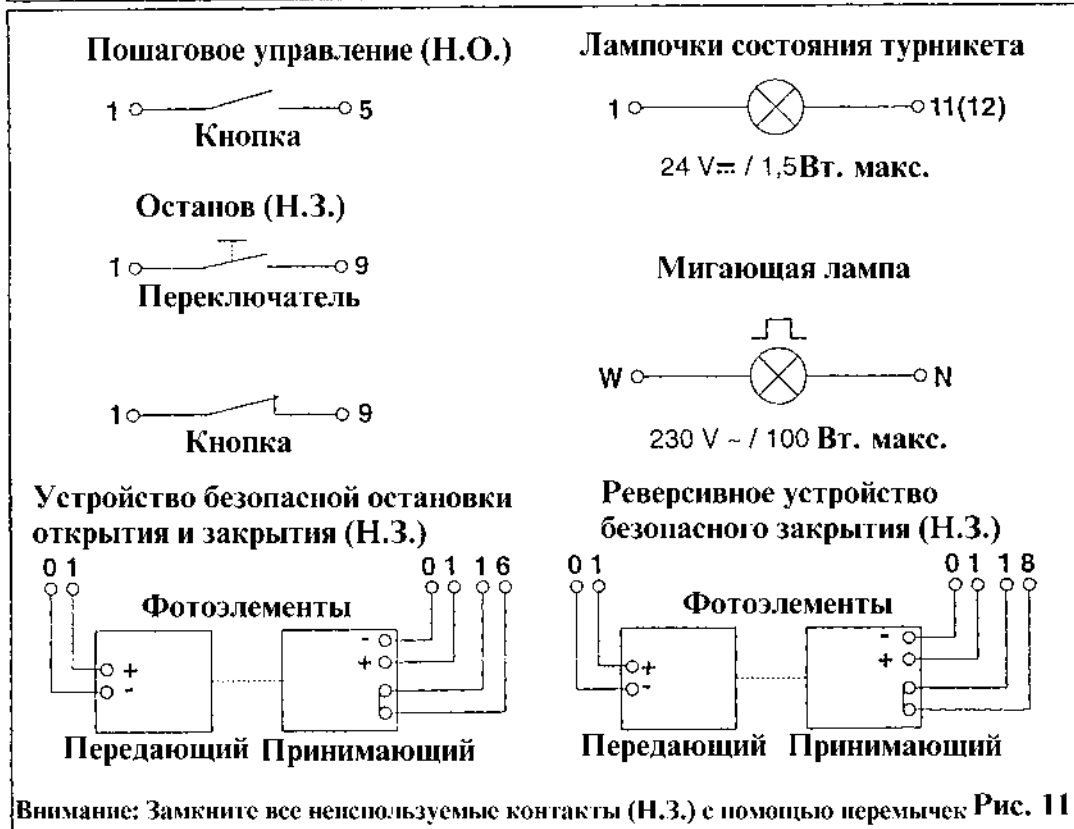 Пошаговое управление (Н.О.)
1 5
Кнопка
Останов (Н.З.)
1 9
Переключатель
1 9
Кнопка
Лампочки состояния турникета
1 11(12)
24 V / 1,5Вт. макс.
Мигающая лампа
W N
230 V ~ / 100 Вт. макс.
Устройство безопасной остановки
открытия и закрытия (Н.З.)
0 1 0 1 1 6
Фотоэлементы
+ -
- +
Передающий Принимающий
Реверсивное устройство
безопасного закрытия (Н.З.)
0 1 0 1 1 8
Фотоэлементы
+ -
- +
Передающий Принимающий
Внимание: Замкните все неиспользуемые контакты (Н.З.) с помощью перемычек Рис. 11